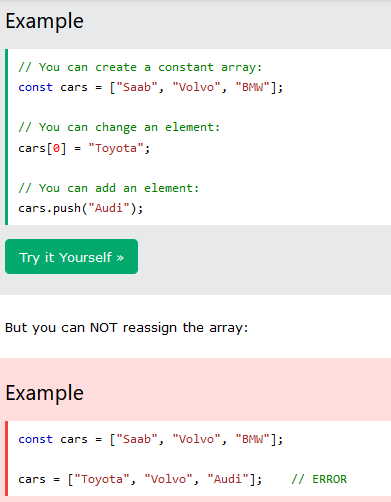 Example
// You can create a constant array:
const cars = ["Saab", "Volvo", "BMW"];
// You can change an element:
cars[0] = "Toyota";
// You can add an element:
cars.push("Audi");
Try it Yourself »
But you can NOT reassign the array:
Example
const cars = ["Saab", "Volvo", "BMW"];
cars = ["Toyota", "Volvo", "Audi"];    // ERROR